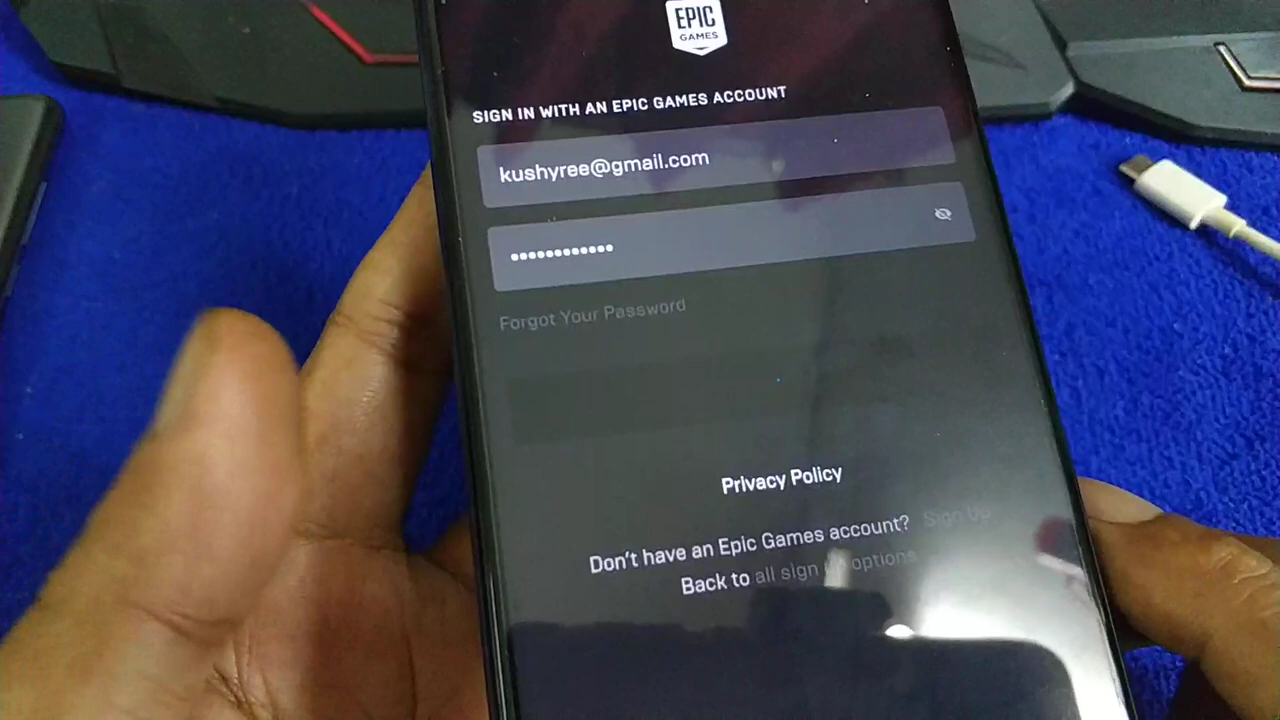 EPIC
GAMES
SIGN IN WITH AN EPIC GAMES ACCOUNT
kushyree@gmail.com
••••••••••••
Forgot Your Password
Privacy Policy
Don't have an Epic Games account? Sign Up
Back to all sign up options